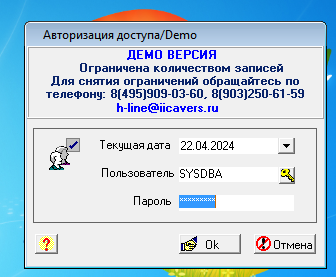 Авторизация доступа/Demo
ДЕМО ВЕРСИЯ
Ограничена количеством записей
Для снятия ограничений обращайтесь по
телефону: 8(495)909-03-60, 8(903)250-61-59
h-line@iicavers.ru
Текущая дата 22.04.2024
Пользователь SYSDBA
Пароль *********
? Ok Отмена